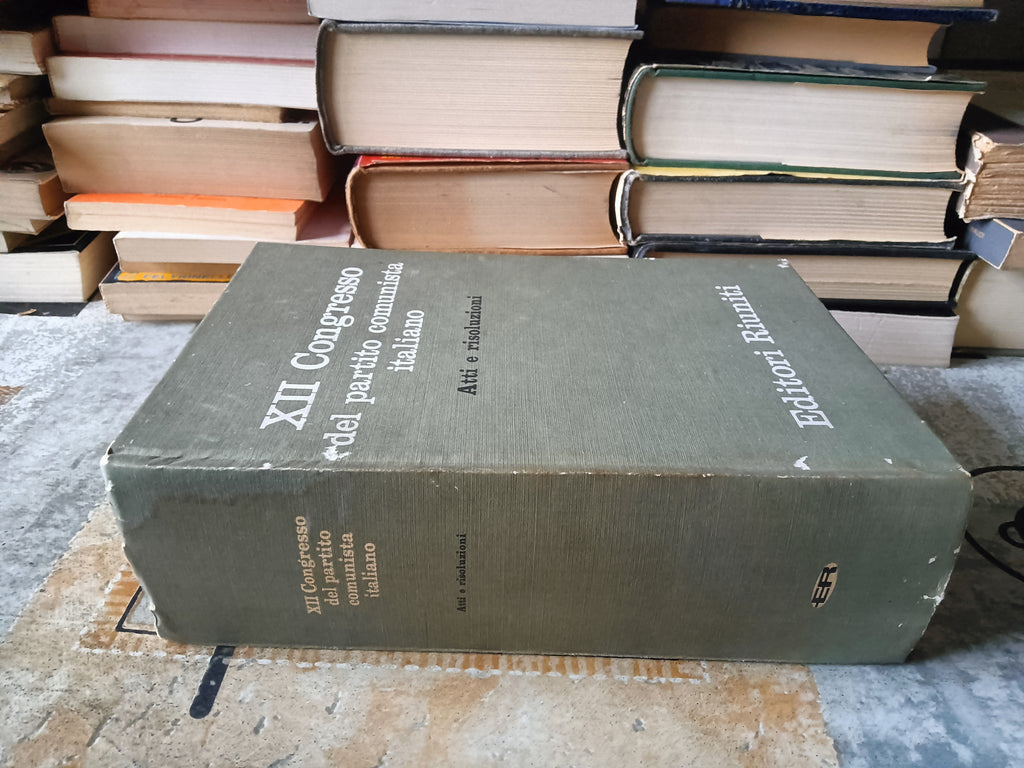 XII Congresso
del partito comunista
italiano
Atti e risoluzioni
Editori Riuniti
XII Congresso
del partito
comunista
italiano
Atti e risoluzioni
ER